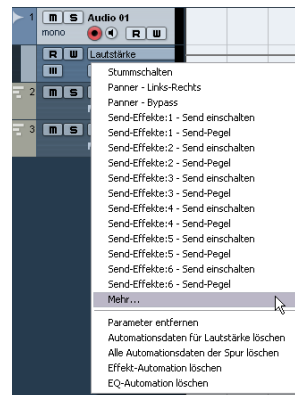 1 m S Audio 01
mono R W
R W Lautstärke
Stummschalten
Panner - Links-Rechts
2 m S Panner - Bypass
Send-Effekte:1 - Send einschalten
3 m S Send-Effekte:1 - Send-Pegel
Send-Effekte:2 - Send einschalten
Send-Effekte:2 - Send-Pegel
Send-Effekte:3 - Send einschalten
Send-Effekte:3 - Send-Pegel
Send-Effekte:4 - Send einschalten
Send-Effekte:4 - Send-Pegel
Send-Effekte:5 - Send einschalten
Send-Effekte:5 - Send-Pegel
Send-Effekte:6 - Send einschalten
Send-Effekte:6 - Send-Pegel
Mehr...
Parameter entfernen
Automationsdaten für Lautstärke löschen
Alle Automationsdaten der Spur löschen
Effekt-Automation löschen
EQ-Automation löschen